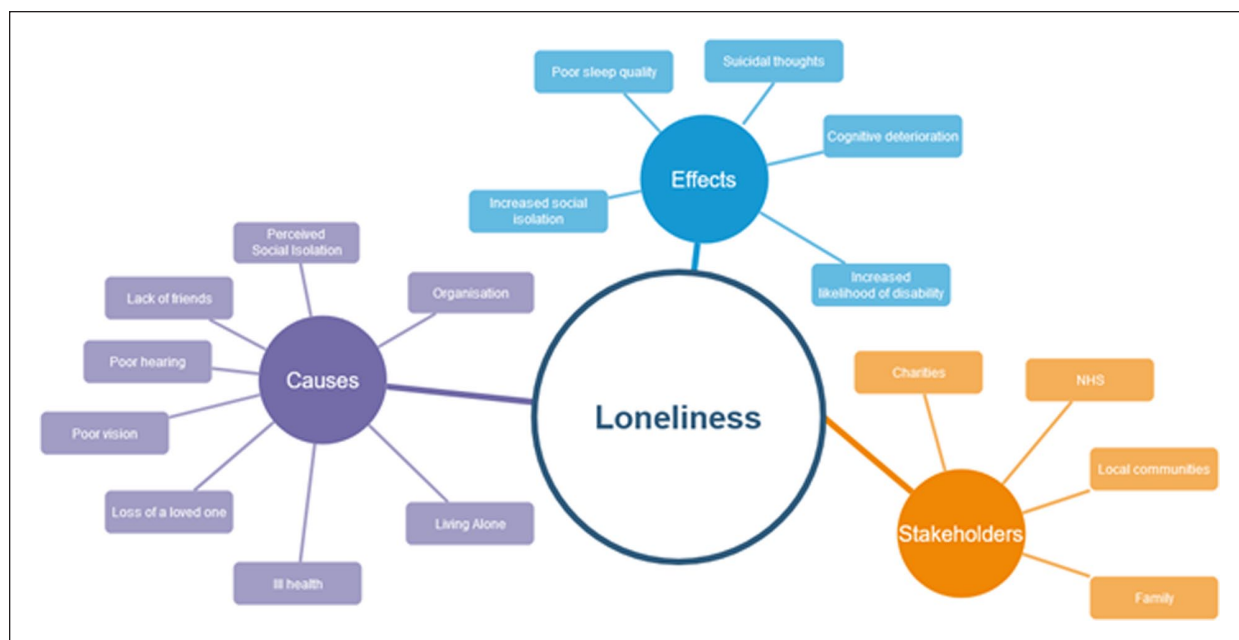 Poor sleep quality
Suicidal thoughts
Cognitive deterioration
Effects
Increased social
isolation
Increased
likelihood of disability
Perceived
Social Isolation
Organisation
Lack of friends
Poor hearing
Causes
Poor vision
Loss of a loved one
Living Alone
Ill health
Loneliness
Charities
NHS
Local communities
Stakeholders
Family